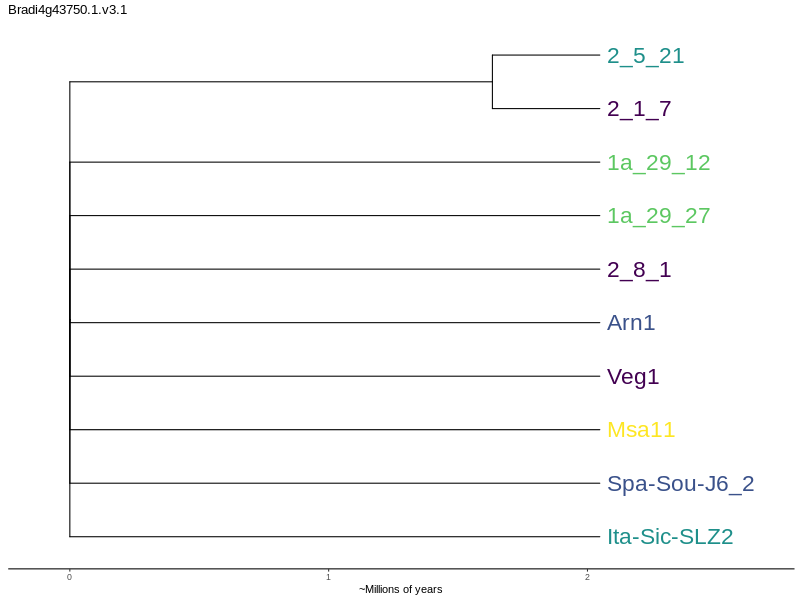 Bradi4g43750.1.v3.1
2_5_21
2_1_7
1a_29_12
1a_29_27
2_8_1
Arn1
Veg1
Msa11
Spa-Sou-J6_2
Ita-Sic-SLZ2
0 1 2
~Millions of years